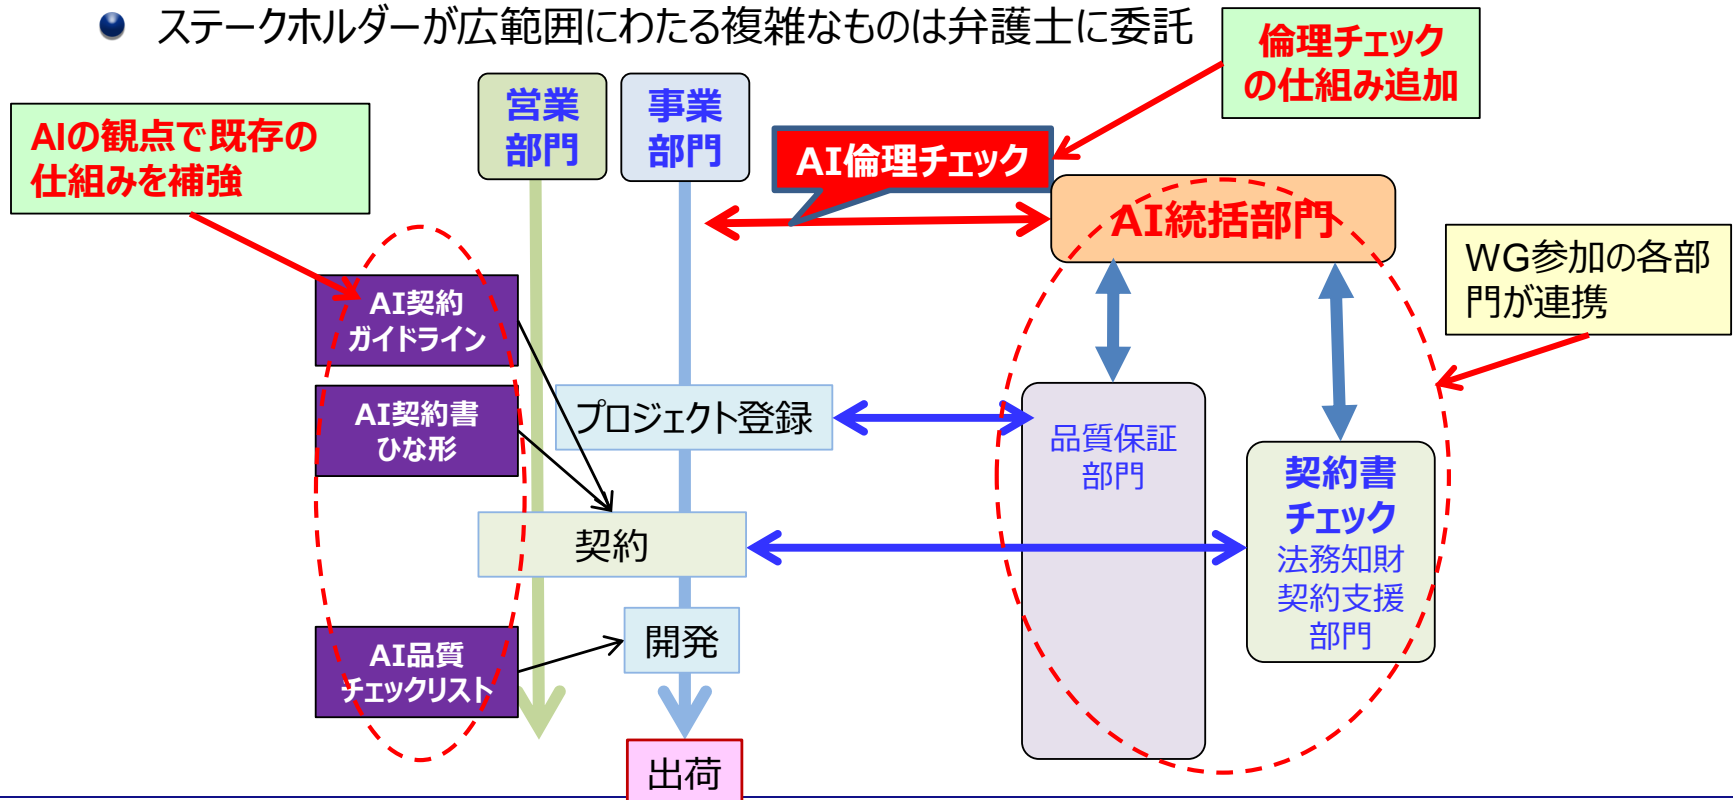 ステークホルダーが広範囲にわたる複雑なものは弁護士に委託
倫理チェック
の仕組み追加
AIの観点で既存の
仕組みを補強
営業
部門
事業
部門
AI倫理チェック
AI統括部門
WG参加の各部
門が連携
AI契約
ガイドライン
AI契約書
ひな形
プロジェクト登録
品質保証
部門
契約書
チェック
法務知財
契約支援
部門
契約
開発
AI品質
チェックリスト
出荷